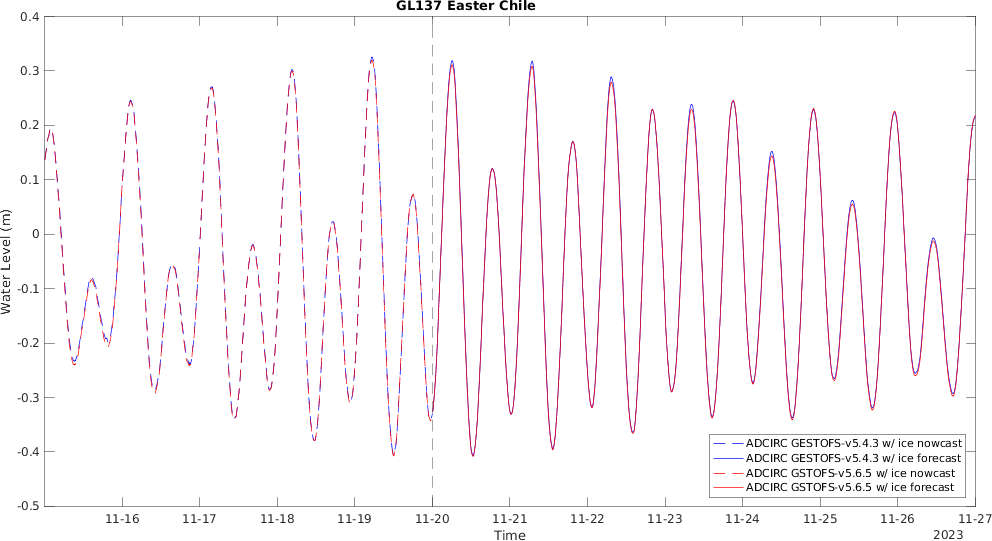 GL137 Easter Chile
0.4
0.3
0.2
0.1
0
-0.1
-0.2
-0.3
-0.4
-0.5
Water Level (m)
ADCIRC GESTOFS-v5.4.3 w/ ice nowcast
ADCIRC GESTOFS-v5.4.3 w/ ice forecast
ADCIRC GSTOFS-v5.6.5 w/ ice nowcast
ADCIRC GSTOFS-v5.6.5 w/ ice forecast
11-16 11-17 11-18 11-19 11-20 11-21 11-22 11-23 11-24 11-25 11-26 11-27
Time
2023